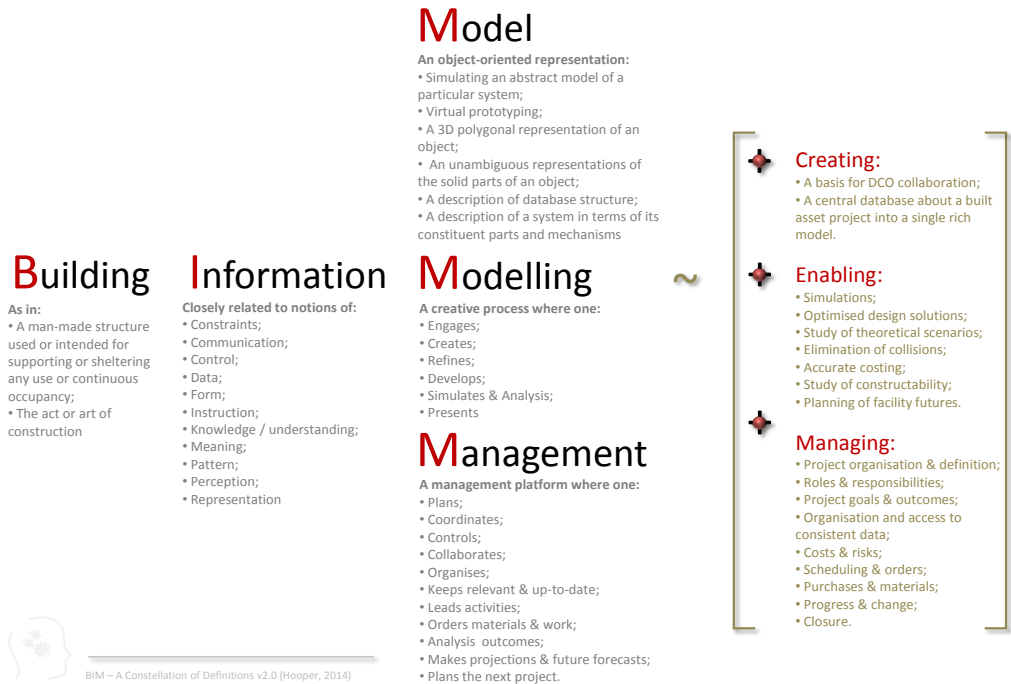 Model
An object-oriented representation:
• Simulating an abstract model of a
particular system;
• Virtual prototyping;
• A 3D polygonal representation of an
object;
• An unambiguous representations of
the solid parts of an object;
• A description of database structure;
• A description of a system in terms of its
constituent parts and mechanisms
Building
As in:
• A man-made structure
used or intended for
supporting or sheltering
any use or continuous
occupancy;
• The act or art of
construction
Information
Closely related to notions of:
• Constraints;
• Communication;
• Control;
• Data;
• Form;
• Instruction;
• Knowledge / understanding;
• Meaning;
• Pattern;
• Perception;
• Representation
Modelling
A creative process where one:
• Engages;
• Creates;
• Refines;
• Develops;
• Simulates & Analysis;
• Presents
Management
A management platform where one:
• Plans;
• Coordinates;
• Controls;
• Collaborates;
• Organises;
• Keeps relevant & up-to-date;
• Leads activities;
• Orders materials & work;
• Analysis outcomes;
• Makes projections & future forecasts;
• Plans the next project.
~
Creating:
• A basis for DCO collaboration;
• A central database about a built
asset project into a single rich
model.
Enabling:
• Simulations;
• Optimised design solutions;
• Study of theoretical scenarios;
• Elimination of collisions;
• Accurate costing;
• Study of constructability;
• Planning of facility futures.
Managing:
• Project organisation & definition;
• Roles & responsibilities;
• Project goals & outcomes;
• Organisation and access to
consistent data;
• Costs & risks;
• Scheduling & orders;
• Purchases & materials;
• Progress & change;
• Closure.
BIM – A Constellation of Definitions v2.0 (Hooper, 2014)